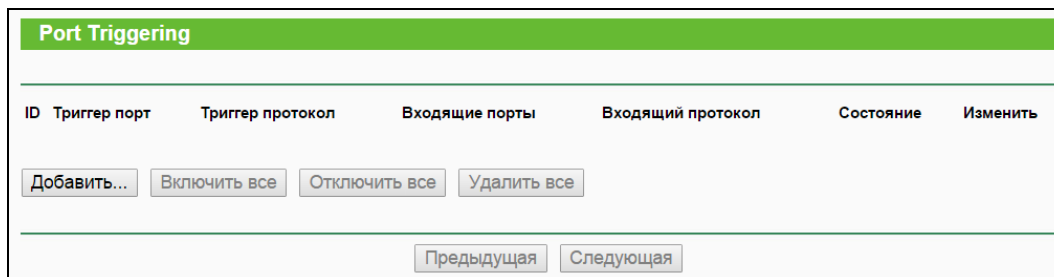 Port Triggering
ID Триггер порт Триггер протокол Входящие порты Входящий протокол Состояние Изменить
Добавить... Включить все Отключить все Удалить все
Предыдущая Следующая